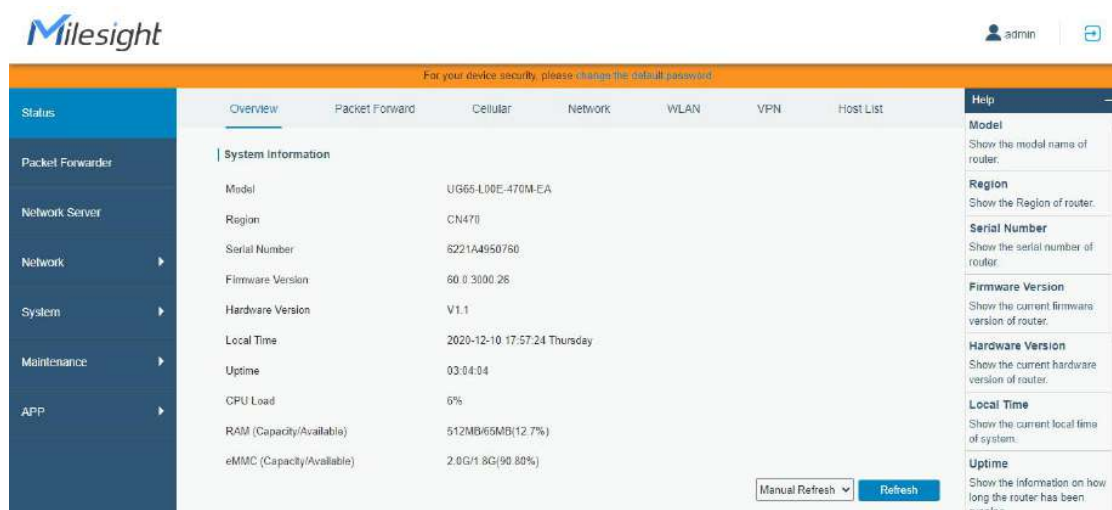 Milesight
admin
For your device security, please change the default password
Status
Packet Forwarder
Network Server
Network
System
Maintenance
APP
Overview Packet Forward Cellular Network WLAN VPN Host List
System Information
Model UG65-L00E-470M-EA
Region CN470
Serial Number 6221A4950760
Firmware Version 60.0.3000.26
Hardware Version V1.1
Local Time 2020-12-10 17:57:24 Thursday
Uptime 03:04:04
CPU Load 6%
RAM (Capacity/Available) 512MB/65MB(12.7%)
eMMC (Capacity/Available) 2.0G/1.8G(90.80%)
Manual Refresh Refresh
Help
Model
Show the model name of
router.
Region
Show the Region of router.
Serial Number
Show the serial number of
router.
Firmware Version
Show the current firmware
version of router.
Hardware Version
Show the current hardware
version of router.
Local Time
Show the current local time
of system.
Uptime
Show the information on how
long the router has been